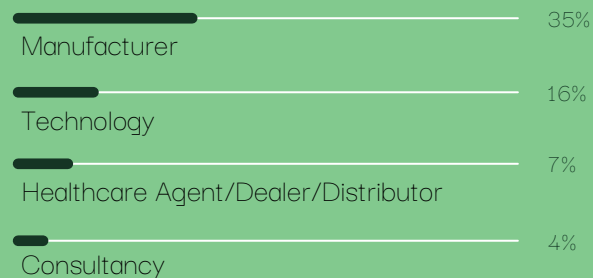 35%
Manufacturer
16%
Technology
7%
Healthcare Agent/Dealer/Distributor
4%
Consultancy